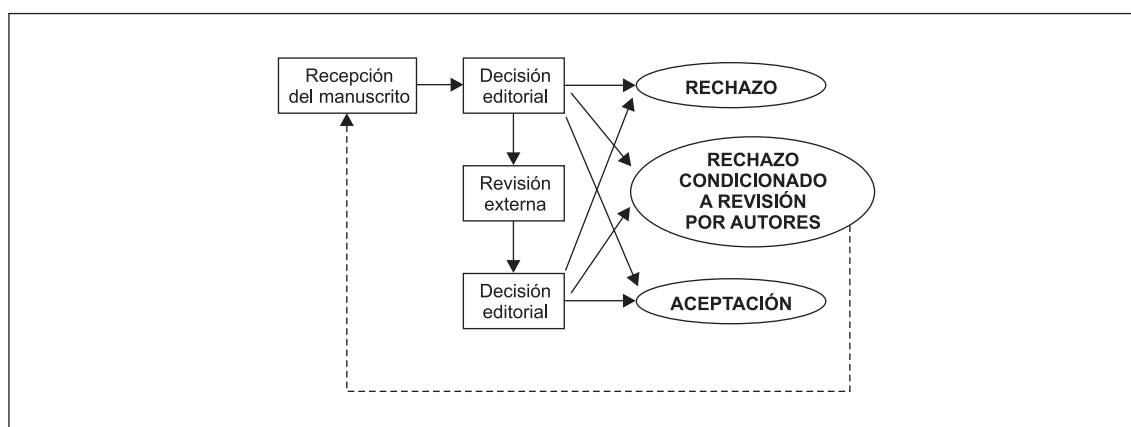 Recepción
del manuscrito
Decisión
editorial
RECHAZO
Revisión
externa
RECHAZO
CONDICIONADO
A REVISIÓN
POR AUTORES
Decisión
editorial
ACEPTACIÓN